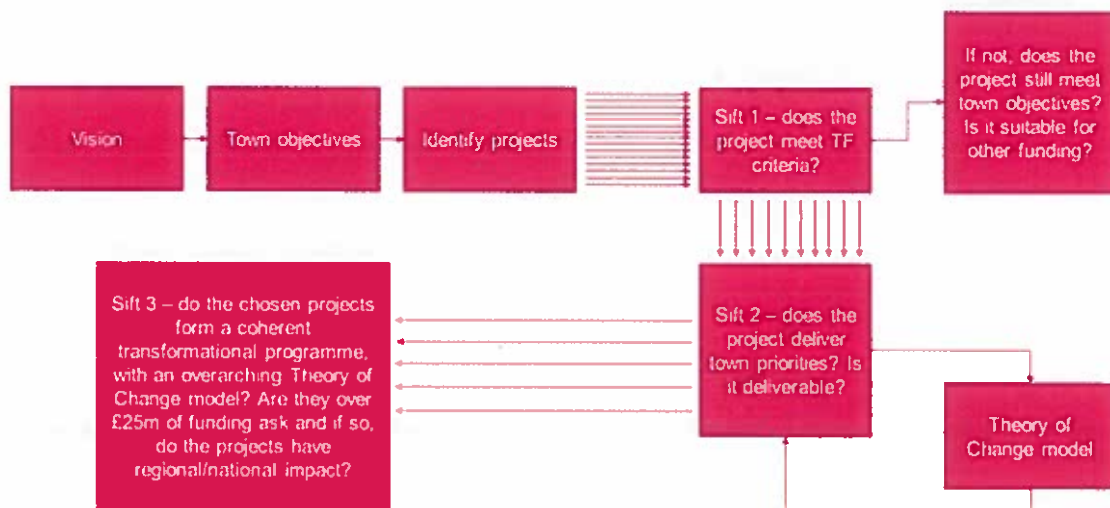 Vision
Town objectives
Identify projects
Sift 1 – does the
project meet TF
criteria?
If not, does the
project still meet
town objectives?
Is it suitable for
other funding?
Sift 2 – does the
project deliver
town priorities? Is
it deliverable?
Theory of
Change model
Sift 3 – do the chosen projects
form a coherent
transformational programme,
with an overarching Theory of
Change model? Are they over
£25m of funding ask and if so,
do the projects have
regional/national impact?